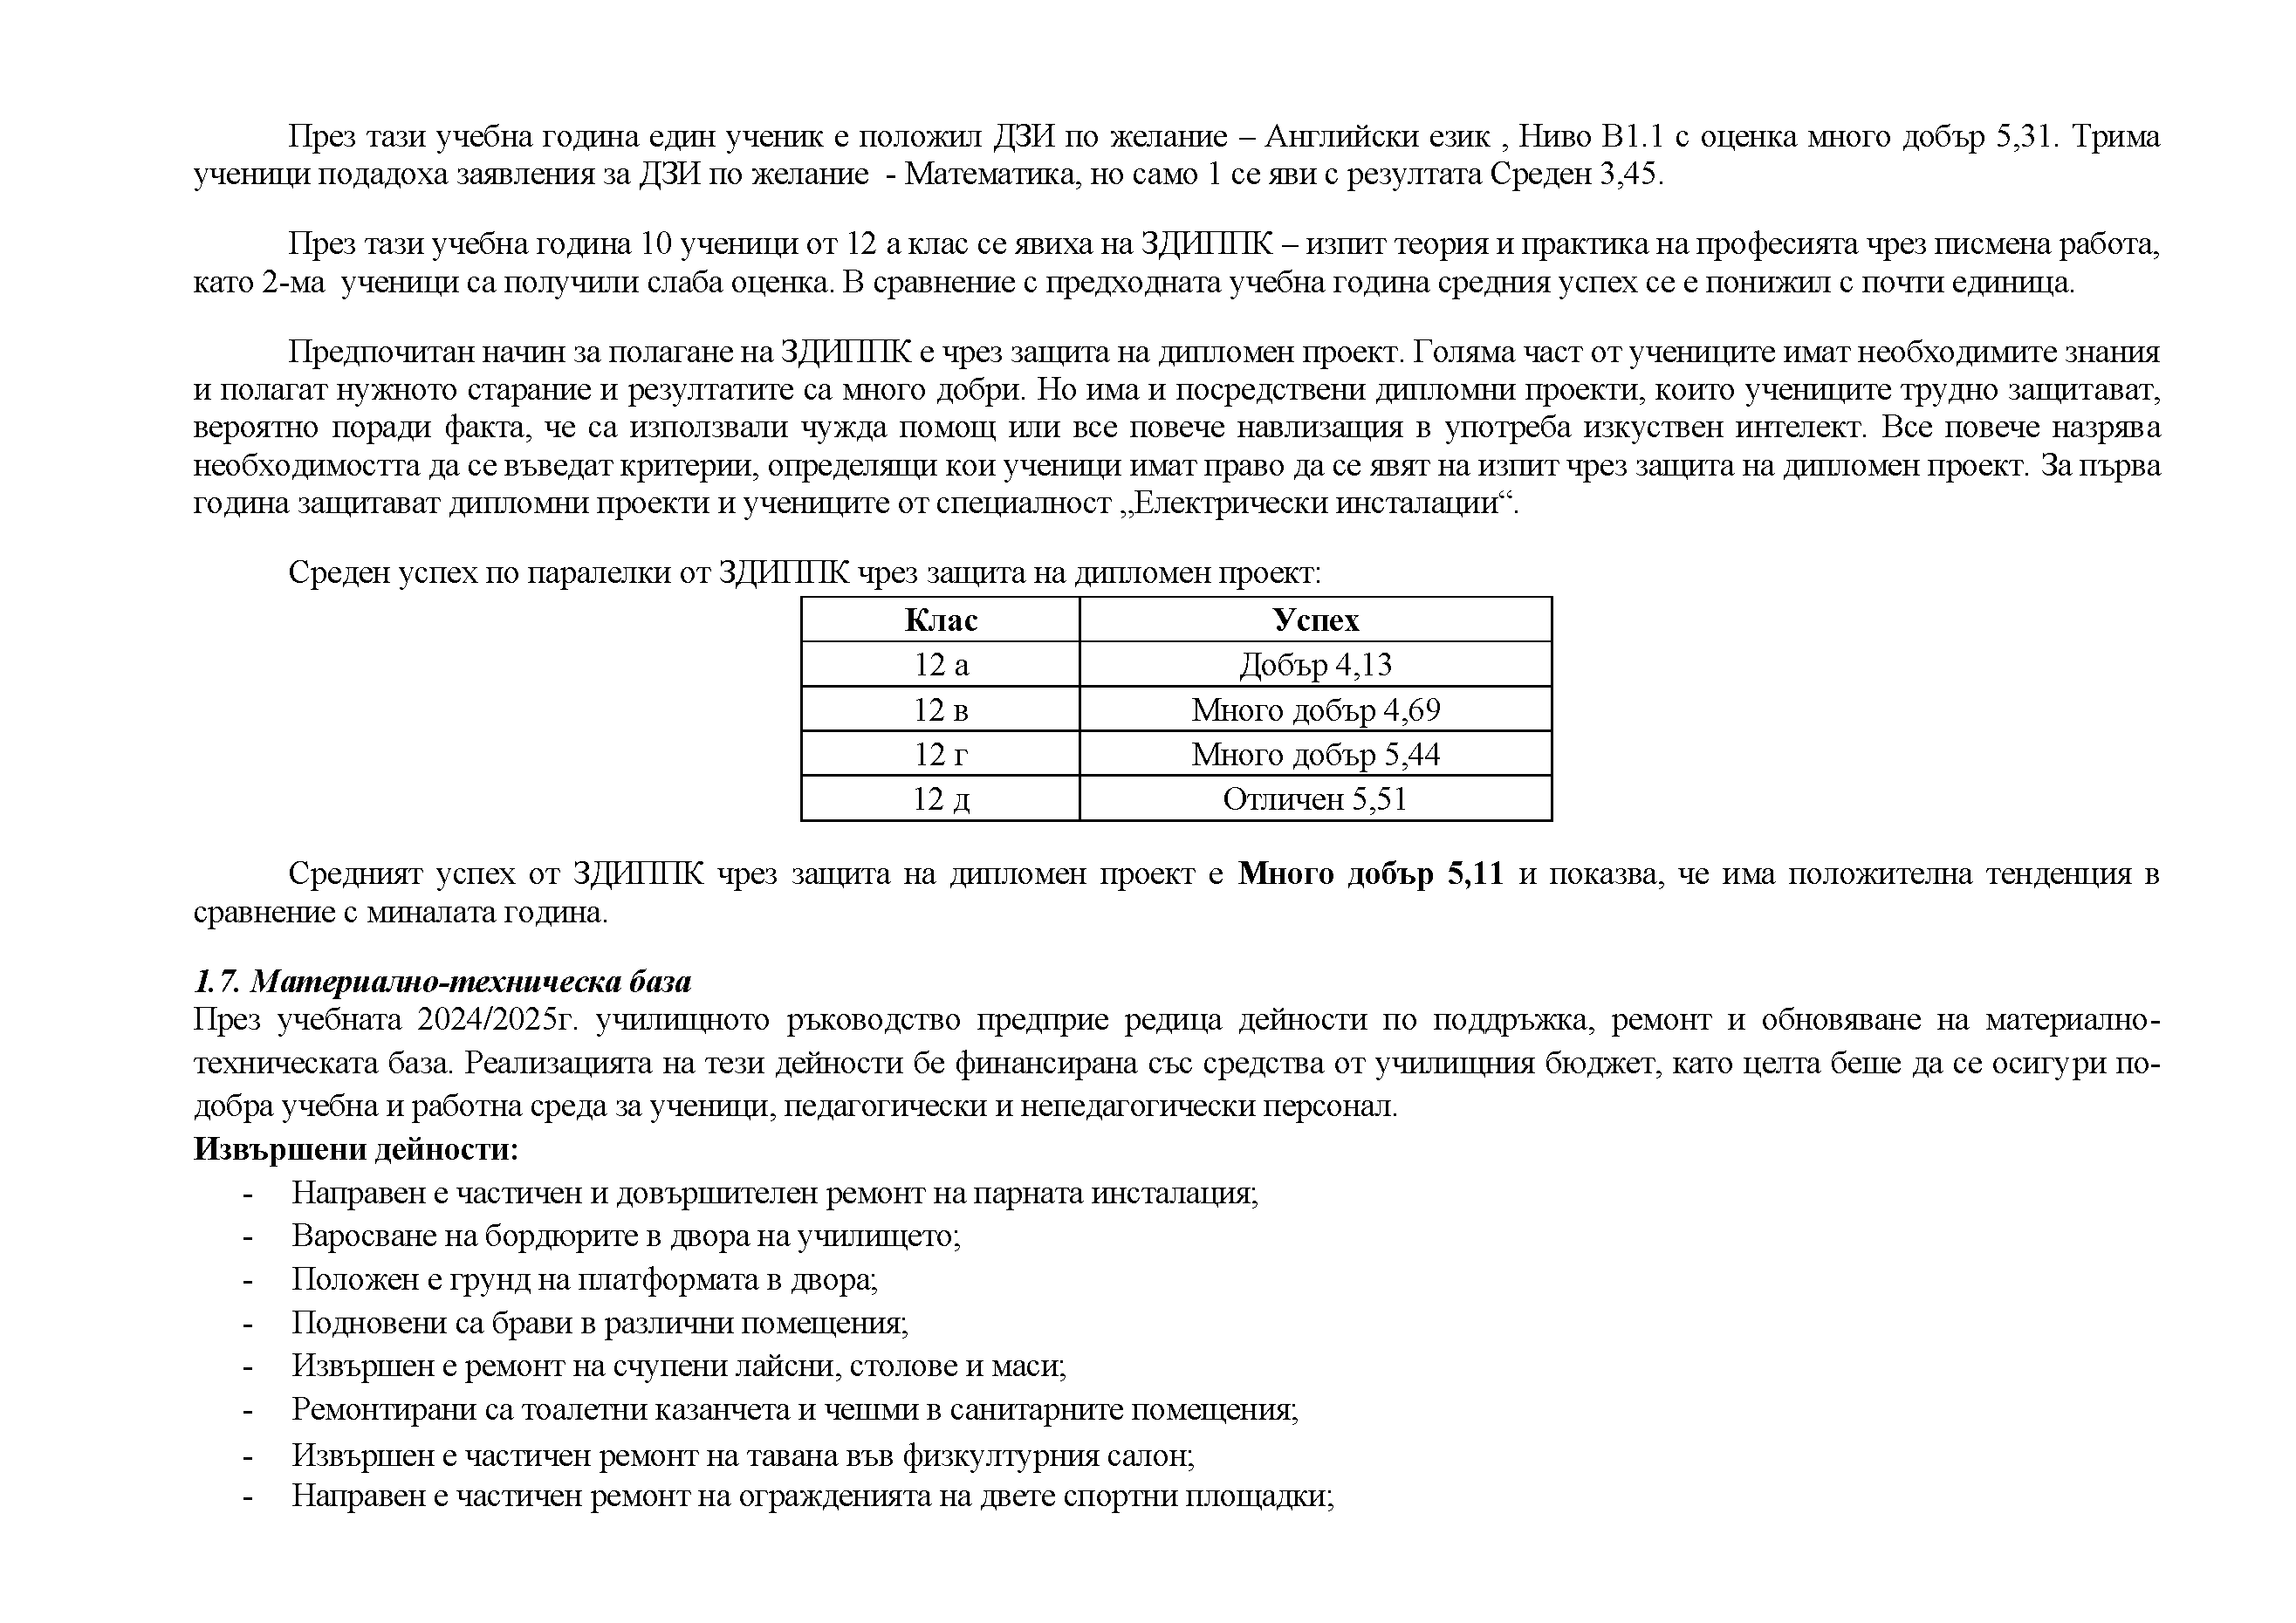 През тази учебна година един ученик е положил ДЗИ по желание – Английски език , Ниво В1.1 с оценка много добър 5,31. Трима
ученици подадоха заявления за ДЗИ по желание  - Математика, но само 1 се яви с резултата Среден 3,45.
През тази учебна година 10 ученици от 12 а клас се явиха на ЗДИППК – изпит теория и практика на професията чрез писмена работа,
като 2-ма  ученици са получили слаба оценка. В сравнение с предходната учебна година средния успех се е понижил с почти единица.
Предпочитан начин за полагане на ЗДИППК е чрез защита на дипломен проект. Голяма част от учениците имат необходимите знания
и полагат нужното старание и резултатите са много добри. Но има и посредствени дипломни проекти, които учениците трудно защитават,
вероятно поради факта, че са използвали чужда помощ или все повече навлизащия в употреба изкуствен интелект. Все повече назрява
необходимостта да се въведат критерии, определящи кои ученици имат право да се явят на изпит чрез защита на дипломен проект. За първа
година защитават дипломни проекти и учениците от специалност „Електрически инсталации“.
Среден успех по паралелки от ЗДИППК чрез защита на дипломен проект:
Клас Успех
12 а Добър 4,13
12 в Много добър 4,69
12 г Много добър 5,44
12 д Отличен 5,51
Средният успех от ЗДИППК чрез защита на дипломен проект е Много добър 5,11 и показва, че има положителна тенденция в
сравнение с миналата година.
1.7. Материално-техническа база
През учебната 2024/2025г. училищното ръководство предприе редица дейности по поддръжка, ремонт и обновяване на материално-
техническата база. Реализацията на тези дейности бе финансирана със средства от училищния бюджет, като целта беше да се осигури по-
добра учебна и работна среда за ученици, педагогически и непедагогически персонал.
Извършени дейности:
- Направен е частичен и довършителен ремонт на парната инсталация;
- Варосване на бордюрите в двора на училището;
- Положен е грунд на платформата в двора;
- Подновени са брави в различни помещения;
- Извършен е ремонт на счупени лайсни, столове и маси;
- Ремонтирани са тоалетни казанчета и чешми в санитарните помещения;
- Извършен е частичен ремонт на тавана във физкултурния салон;
- Направен е частичен ремонт на огражденията на двете спортни площадки;